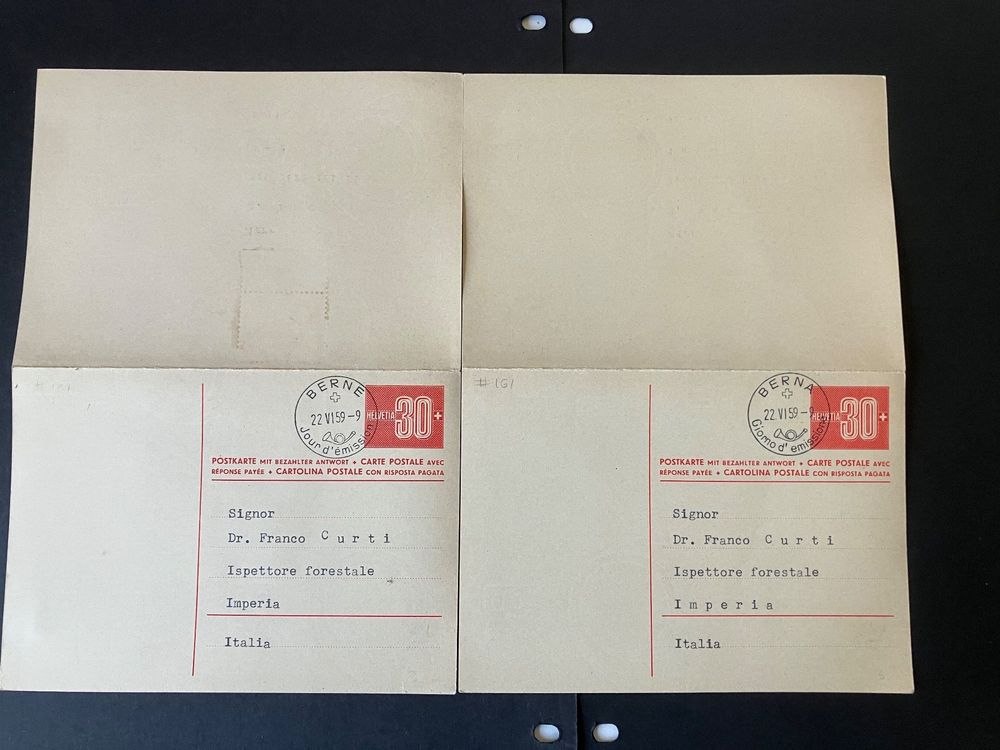 # 161
BERNE
22 VI 59-9
Jour d'émission
HELVETIA 30+
POSTKARTE MIT BEZAHLTER ANTWORT + CARTE POSTALE AVEC
RÉPONSE PAYÉE + CARTOLINA POSTALE CON RISPOSTA PAGATA
Signor
Dr. Franco C u r t i
Ispettore forestale
Imperia
Italia
# 161
BERNA
22 VI 59-9
Giorno d'emissione
HELVETIA 30+
POSTKARTE MIT BEZAHLTER ANTWORT + CARTE POSTALE AVEC
RÉPONSE PAYÉE + CARTOLINA POSTALE CON RISPOSTA PAGATA
Signor
Dr. Franco C u r t i
Ispettore forestale
I m p e r i a
Italia